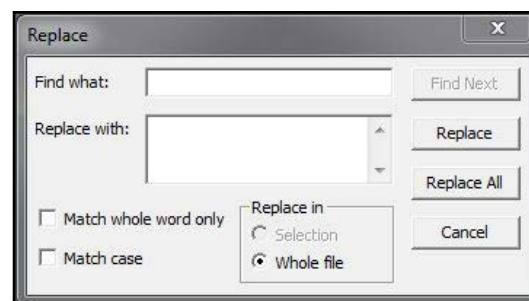 Replace
Find what:
Find Next
Replace with:
Replace
Replace All
Match whole word only
Match case
Replace in
Selection
Whole file
Cancel